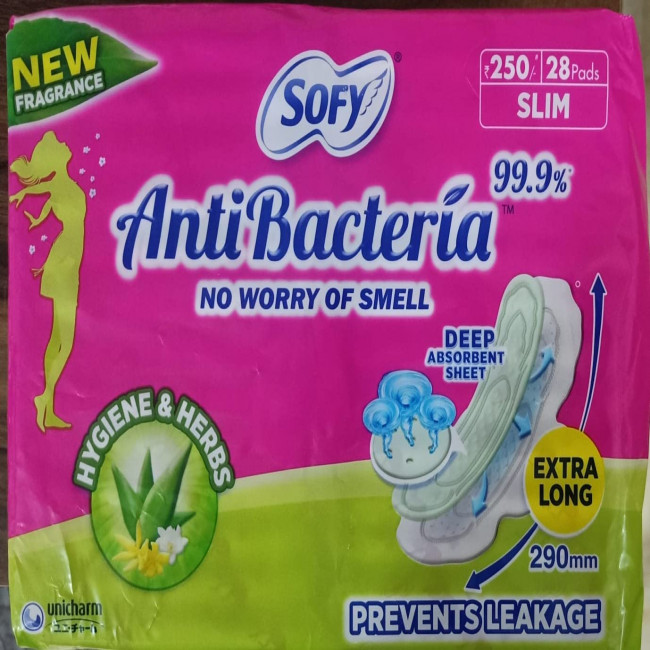 NEW
FRAGRANCE
SOFY®
₹250/- 28 Pads
SLIM
99.9%*
AntiBacteria™
NO WORRY OF SMELL
DEEP
ABSORBENT
SHEET
HYGIENE & HERBS
EXTRA
LONG
290mm
unicharm
ユニ・チャーム
PREVENTS LEAKAGE